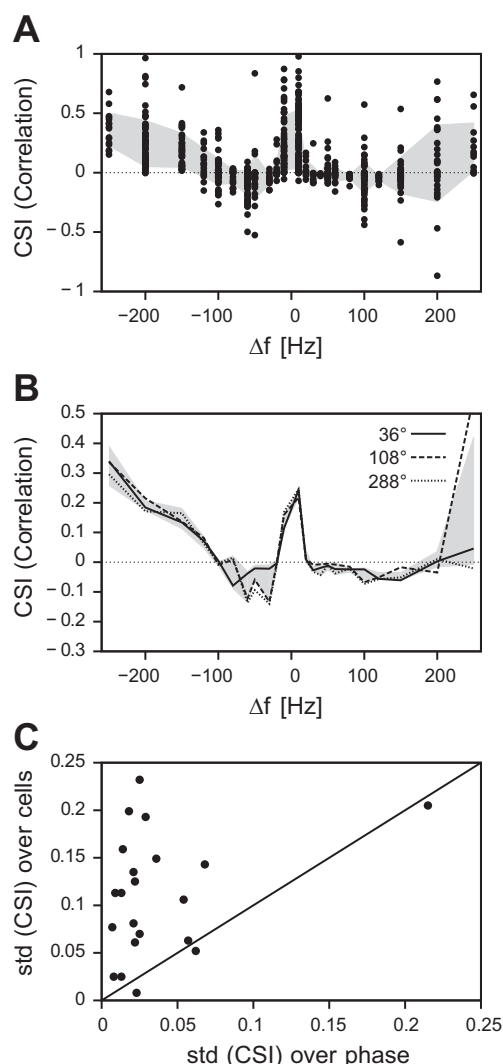 A
CSI (Correlation)
1
0.5
0
−0.5
−1
−200 −100 0 100 200
Δf [Hz]
B
CSI (Correlation)
0.5
0.4
0.3
0.2
0.1
0
−0.1
−0.2
−0.3
36°
108°
288°
−200 −100 0 100 200
Δf [Hz]
C
std (CSI) over cells
0.25
0.2
0.15
0.1
0.05
0
0 0.05 0.1 0.15 0.2 0.25
std (CSI) over phase